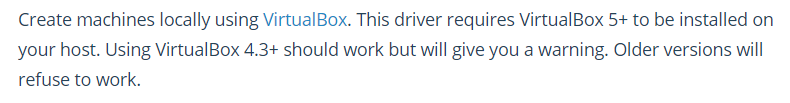 Create machines locally using VirtualBox. This driver requires VirtualBox 5+ to be installed on
your host. Using VirtualBox 4.3+ should work but will give you a warning. Older versions will
refuse to work.